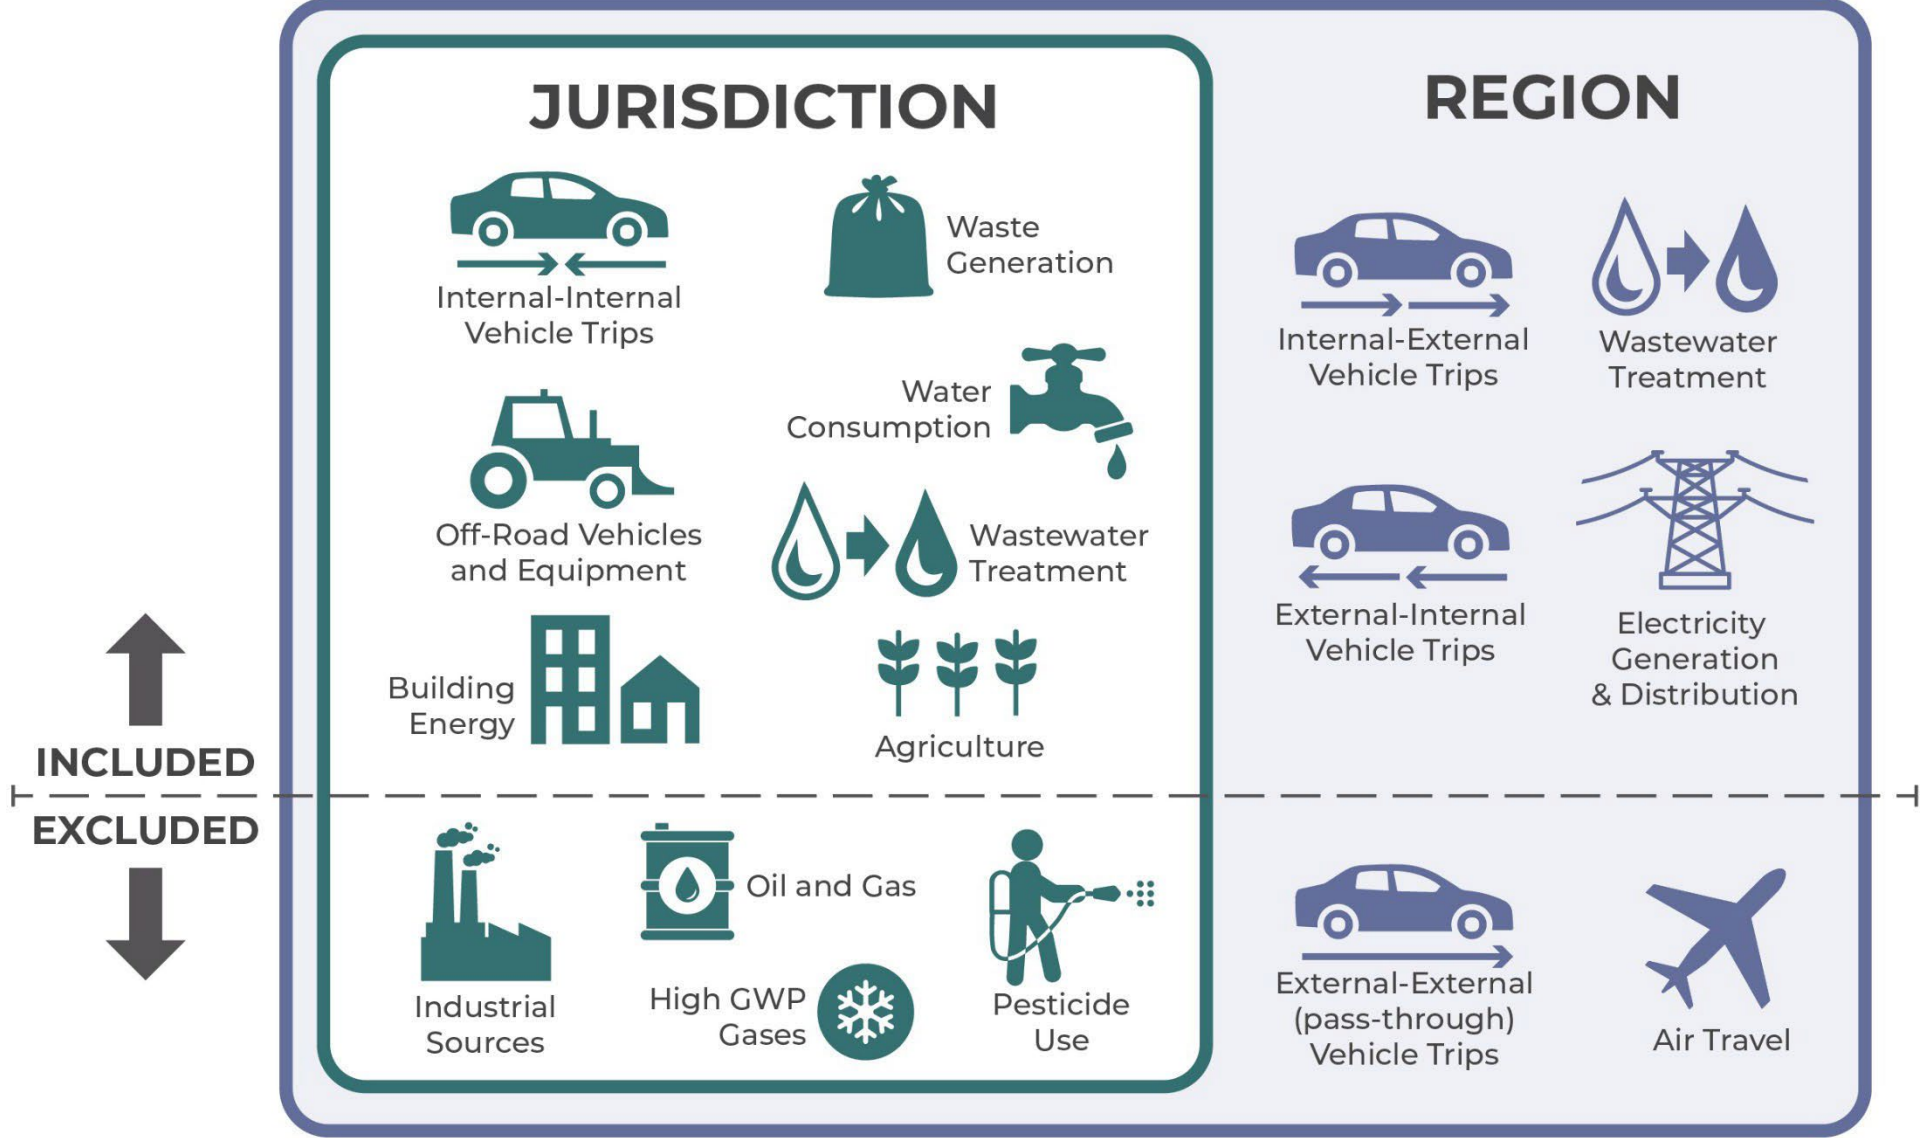 JURISDICTION
Internal-Internal
Vehicle Trips
Waste
Generation
Water
Consumption
Off-Road Vehicles
and Equipment
Wastewater
Treatment
Building
Energy
Agriculture
REGION
Internal-External
Vehicle Trips
Wastewater
Treatment
External-Internal
Vehicle Trips
Electricity
Generation
& Distribution
INCLUDED
EXCLUDED
Industrial
Sources
Oil and Gas
High GWP
Gases
Pesticide
Use
External-External
(pass-through)
Vehicle Trips
Air Travel